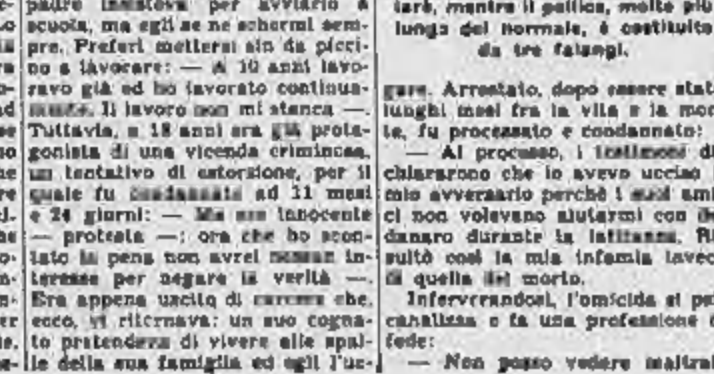 padre insisteva per avviarlo a
scuola, ma egli se ne schermì sem-
pre. Preferì mettersi sin da picci-
no a lavorare: — A 10 anni lavo-
ravo già ed ho lavorato continua-
mente. Il lavoro non mi stanca —.
Tuttavia, a 18 anni era già prota-
gonista di una vicenda criminosa,
un tentativo di estorsione, per il
quale fu condannato ad 11 mesi
e 24 giorni: — Ma ero innocente
— protesta —; ora che ho scon-
tato la pena non avrei nessun in-
teresse per negare la verità —.
Era appena uscito di carcere che,
ecco, vi ritornava: un suo cogna-
to pretendeva di vivere alle spal-
le della sua famiglia ed egli l'uc-
tarè, mentre il pollice, molto più
lungo del normale, è costituito
da tre falangi.
gare. Arrestato, dopo essere stat
lunghi mesi fra la vita e la mor
te, fu processato e condannato:
— Al processo, i testimoni di
chiararono che io avevo ucciso
mio avversario perchè i suoi ami
ci non volevano aiutarmi con de
danaro durante la latitanza. Ri
sultò così la mia infamia invec
di quella del morto.
Infervorandosi, l'omicida si pe
canalizza e fa una professione d
fede:
— Non posso vedere maltrat